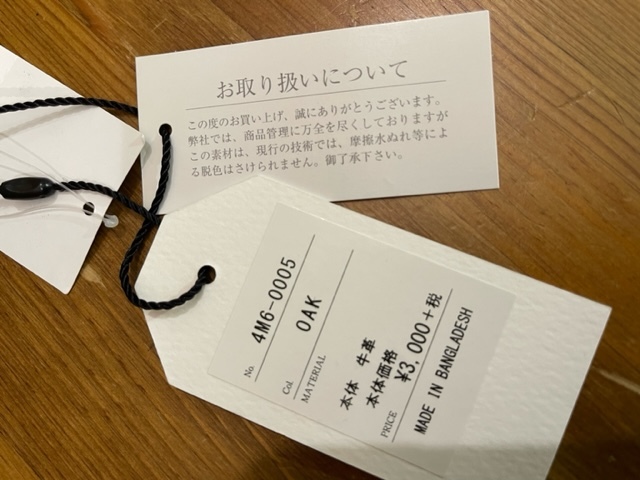 お取り扱いについて
この度のお買い上げ、誠にありがとうございます。
弊社では、商品管理に万全を尽くしておりますが
この素材は、現行の技術では、摩擦水ぬれ等によ
る脱色はさけられません。御了承下さい。
No. 4M6-0005
Col OAK
MATERIAL
本体 牛革
本体価格
PRICE ¥3,000+税
MADE IN BANGLADESH